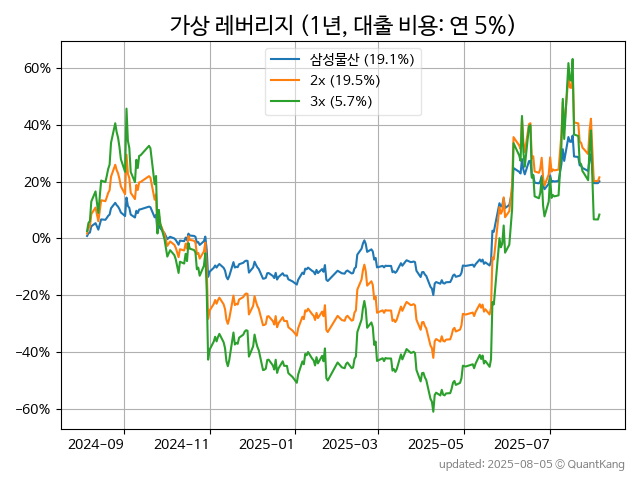 가상 레버리지 (1년, 대출 비용: 연 5%)
삼성물산 (19.1%)
2x (19.5%)
3x (5.7%)
60%
40%
20%
0%
−20%
−40%
−60%
2024-09 2024-11 2025-01 2025-03 2025-05 2025-07
updated: 2025-08-05 © QuantKang